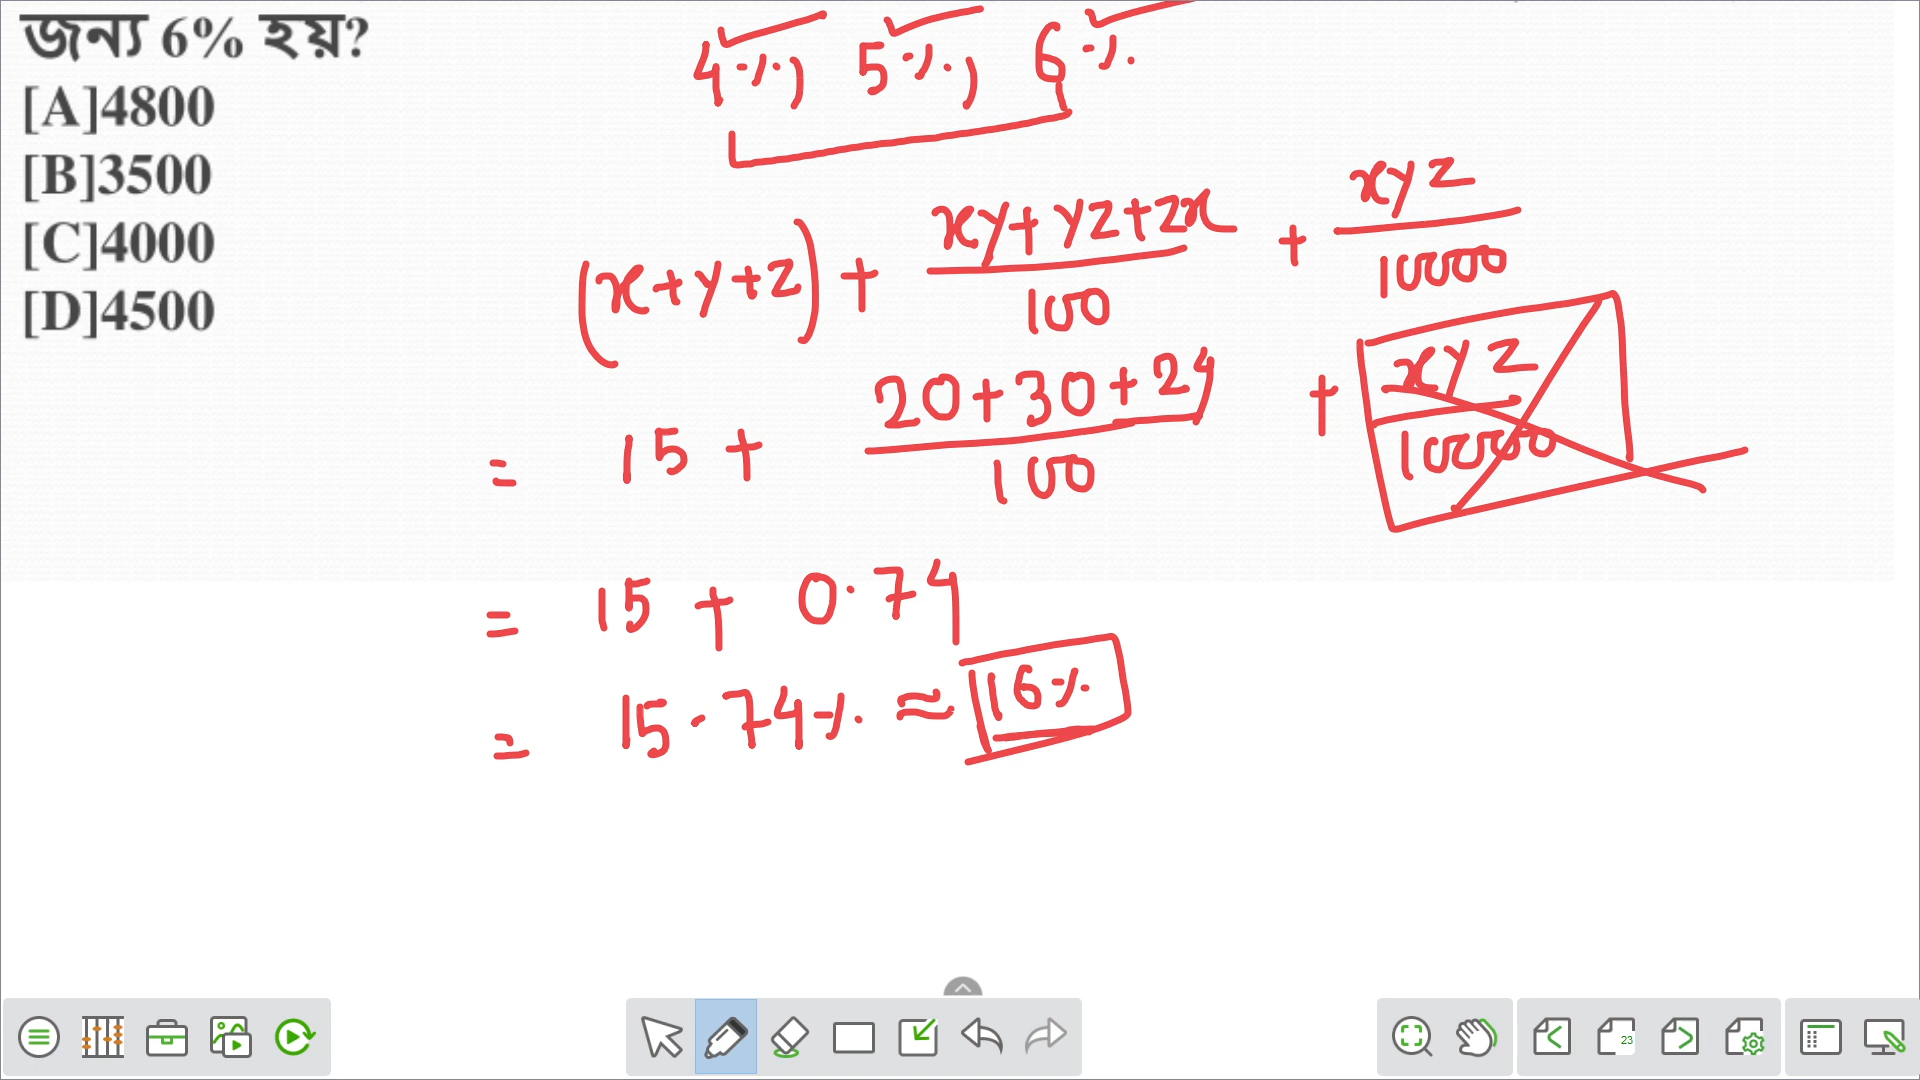 জন্য 6% হয়?
[A]4800
[B]3500
[C]4000
[D]4500
4%, 5%, 6%.
(x+y+z) + xy+yz+zx/100 + xyz/10000
= 15 + 20+30+24/100 + xyz/10000
= 15 + 0.74
= 15.74% ≈ 16%
23